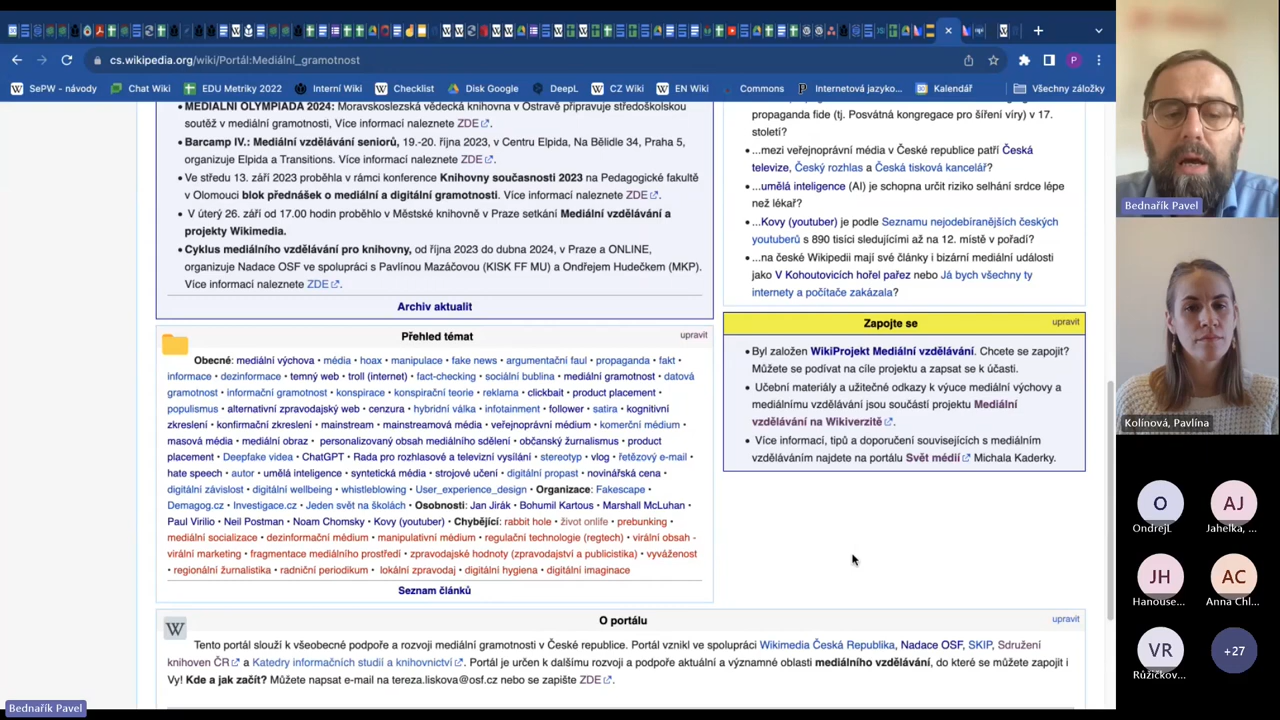 cs.wikipedia.org/wiki/Portál:Mediální_gramotnost
SePW - návody
Chat Wiki
EDU Metriky 2022
Interní Wiki
Checklist
Disk Google
DeepL
CZ Wiki
EN Wiki
Commons
Internetová jazyko...
Kalendář
Všechny záložky
MEDIÁLNÍ OLYMPIÁDA 2024: Moravskoslezská vědecká knihovna v Ostravě připravuje středoškolskou
soutěž v mediální gramotnosti, Více informací naleznete ZDE.
Barcamp IV.: Mediální vzdělávání seniorů, 19.-20. října 2023, v Centru Elpida, Na Bělidle 34, Praha 5,
organizuje Elpida a Transitions. Více informací naleznete ZDE.
Ve středu 13. září 2023 proběhla v rámci konference Knihovny současnosti 2023 na Pedagogické fakultě
v Olomouci blok přednášek o mediální a digitální gramotnosti. Více informací naleznete ZDE.
V úterý 26. září od 17.00 hodin proběhlo v Městské knihovně v Praze setkání Mediální vzdělávání a
projekty Wikimedia.
Cyklus mediálního vzdělávání pro knihovny, od října 2023 do dubna 2024, v Praze a ONLINE,
organizuje Nadace OSF ve spolupráci s Pavlínou Mazáčovou (KISK FF MU) a Ondřejem Hudečkem (MKP).
Více informací naleznete ZDE.
Archiv aktualit
Přehled témat
upravit
Obecné: mediální výchova • média • hoax • manipulace • fake news • argumentační faul • propaganda • fakt •
informace • dezinformace • temný web • troll (internet) • fact-checking • sociální bublina • mediální gramotnost • datová
gramotnost • informační gramotnost • konspirace • konspirační teorie • reklama • clickbait • product placement •
populismus • alternativní zpravodajský web • cenzura • hybridní válka • infotainment • follower • satira • kognitivní
zkreslení • konfirmační zkreslení • mainstream • mainstreamová média • veřejnoprávní médium • komerční médium •
masová média • mediální obraz • personalizovaný obsah mediálního sdělení • občanský žurnalismus • product
placement • Deepfake videa • ChatGPT • Rada pro rozhlasové a televizní vysílání • stereotyp • vlog • řetězový e-mail •
hate speech • autor • umělá inteligence • syntetická média • strojové učení • digitální propast • novinářská cena •
digitální závislost • digitální wellbeing • whistleblowing • User_experience_design • Organizace: Fakescape •
Demagog.cz • Investigace.cz • Jeden svět na školách • Osobnosti: Jan Jirák • Bohumil Kartous • Marshall McLuhan •
Paul Virilio • Neil Postman • Noam Chomsky • Kovy (youtuber) • Chybějící: rabbit hole • život onlife • prebunking •
mediální socializace • dezinformační médium • manipulativní médium • regulační technologie (regtech) • virální obsah -
virální marketing • fragmentace mediálního prostředí • zpravodajské hodnoty (zpravodajství a publicistika) • vyváženost
• regionální žurnalistika • radniční periodikum • lokální zpravodaj • digitální hygiena • digitální imaginace
Seznam článků
propaganda fide (tj. Posvátná kongregace pro šíření víry) v 17.
století?
...mezi veřejnoprávní média v České republice patří Česká
televize, Český rozhlas a Česká tisková kancelář?
...umělá inteligence (AI) je schopna určit riziko selhání srdce lépe
než lékař?
...Kovy (youtuber) je podle Seznamu nejodebíranějších českých
youtuberů s 890 tisíci sledujícími až na 12. místě v pořadí?
...na české Wikipedii mají své články i bizární mediální události
jako V Kohoutovicích hořel pařez nebo Já bych všechny ty
internety a počítače zakázala?
Zapojte se
upravit
Byl založen WikiProjekt Mediální vzdělávání. Chcete se zapojit?
Můžete se podívat na cíle projektu a zapsat se k účasti.
Učební materiály a užitečné odkazy k výuce mediální výchovy a
mediálnímu vzdělávání jsou součástí projektu Mediální
vzdělávání na Wikiverzitě.
Více informací, tipů a doporučení souvisejících s mediálním
vzděláváním najdete na portálu Svět médií Michala Kaderky.
O portálu
upravit
Tento portál slouží k všeobecné podpoře a rozvoji mediální gramotnosti v České republice. Portál vznikl ve spolupráci Wikimedia Česká Republika, Nadace OSF, SKIP, Sdružení
knihoven ČR a Katedry informačních studií a knihovnictví. Portál je určen k dalšímu rozvoji a podpoře aktuální a významné oblasti mediálního vzdělávání, do které se můžete zapojit i
Vy! Kde a jak začít? Můžete napsat e-mail na tereza.liskova@osf.cz nebo se zapište ZDE.
Bednařík Pavel
Bednařík Pavel
Kolínová, Pavlína
O
AJ
OndrejL
Jahelka, ...
JH
AC
Hanouse...
Anna Chl...
VR
+27
Růžičkov...